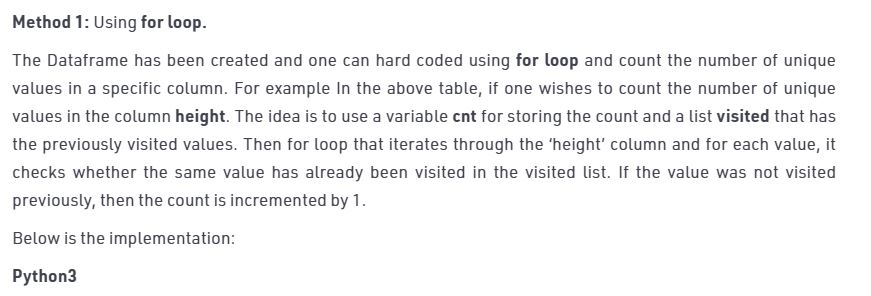 Method 1: Using for loop.
The Dataframe has been created and one can hard coded using for loop and count the number of unique
values in a specific column. For example In the above table, if one wishes to count the number of unique
values in the column height. The idea is to use a variable cnt for storing the count and a list visited that has
the previously visited values. Then for loop that iterates through the ‘height’ column and for each value, it
checks whether the same value has already been visited in the visited list. If the value was not visited
previously, then the count is incremented by 1.
Below is the implementation:
Python3